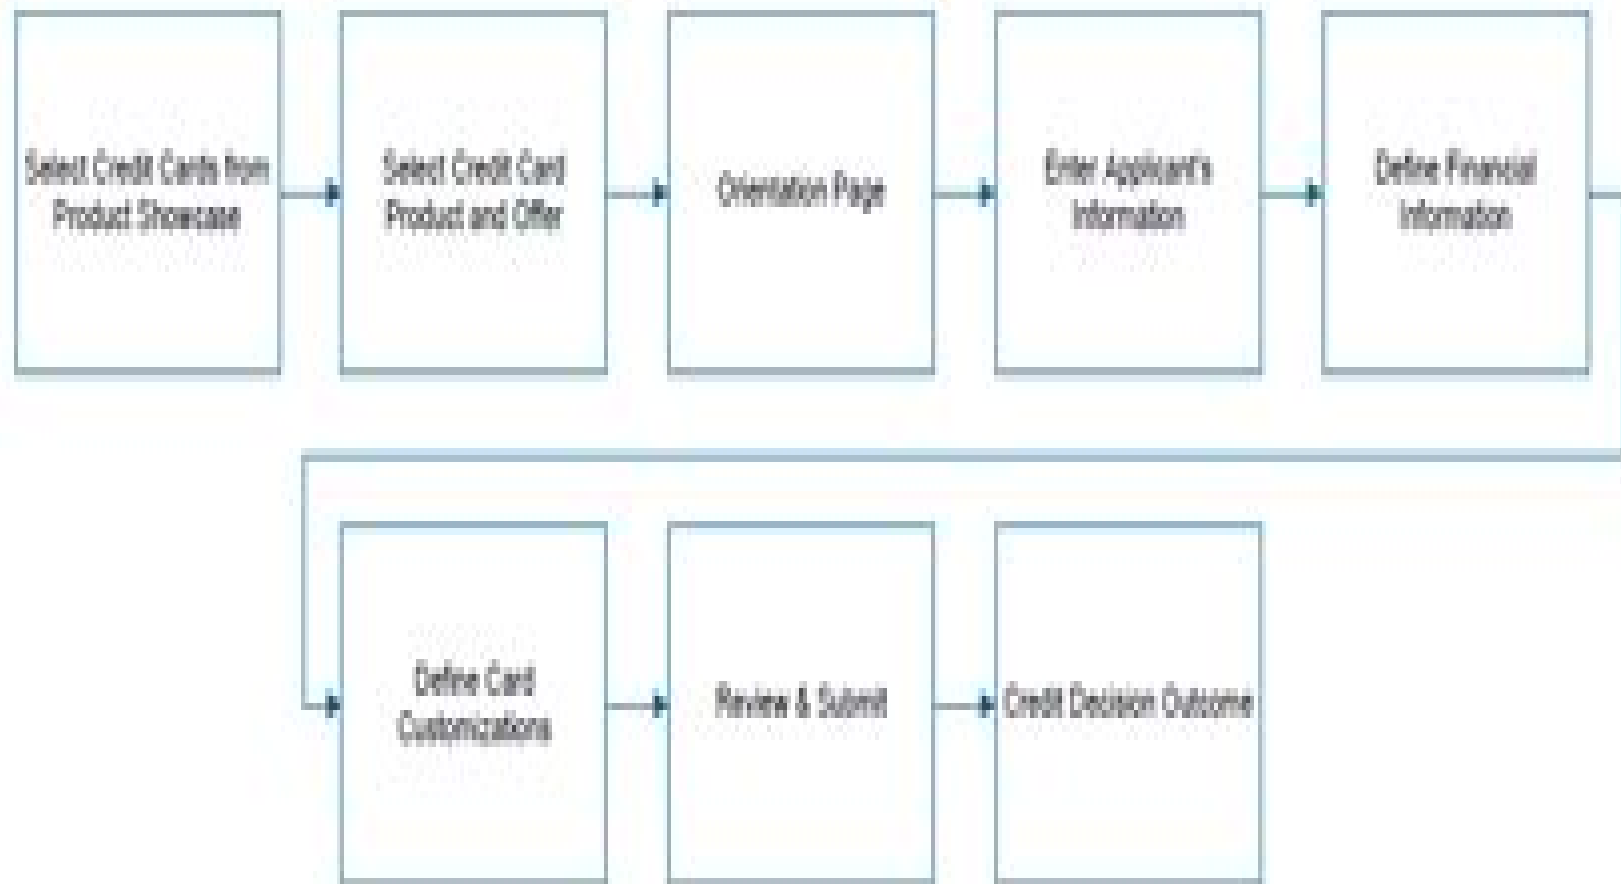 Select Credit Cards from
Product Showcase
Select Credit Card
Product and Offer
Orientation Page
Enter Applicant's
Information
Define Financial
Information
Define Card
Customizations
Review & Submit
Credit Decision Outcome